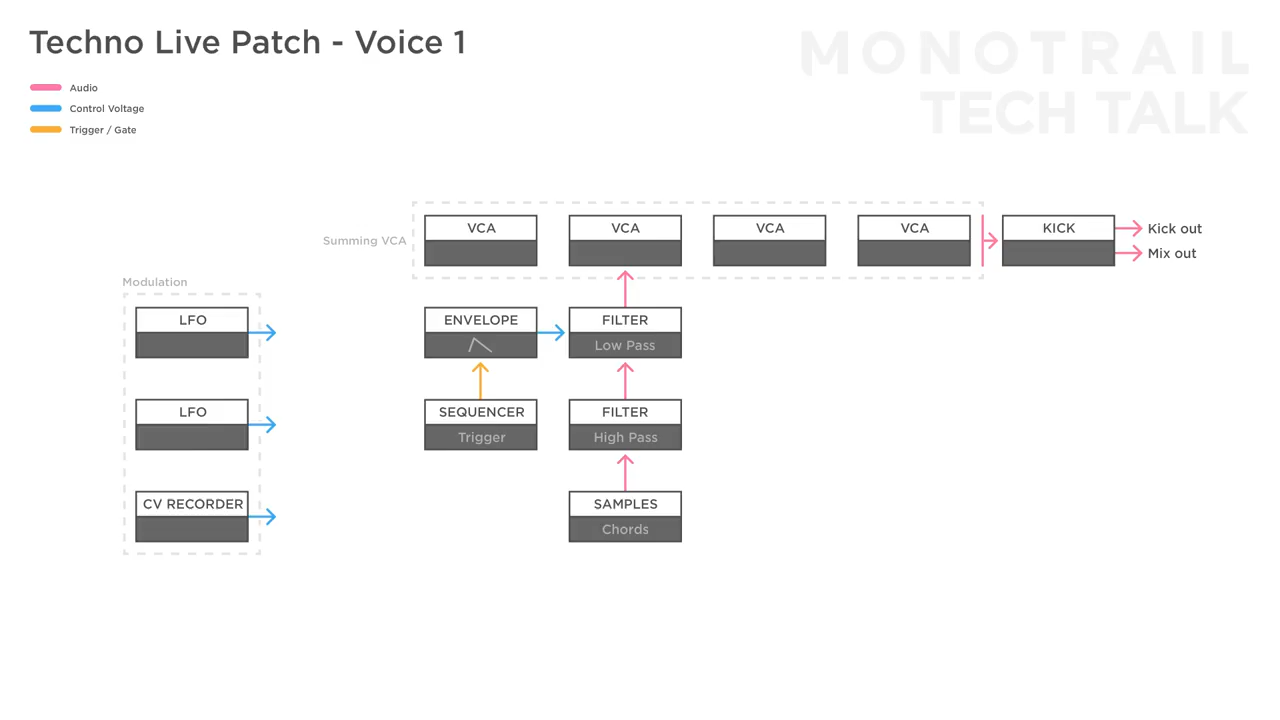 Techno Live Patch - Voice 1
MONOTRAIL
TECH TALK
Audio
Control Voltage
Trigger / Gate
Summing VCA
VCA
VCA
VCA
VCA
KICK
Kick out
Mix out
Modulation
LFO
ENVELOPE
FILTER
Low Pass
LFO
SEQUENCER
Trigger
FILTER
High Pass
CV RECORDER
SAMPLES
Chords